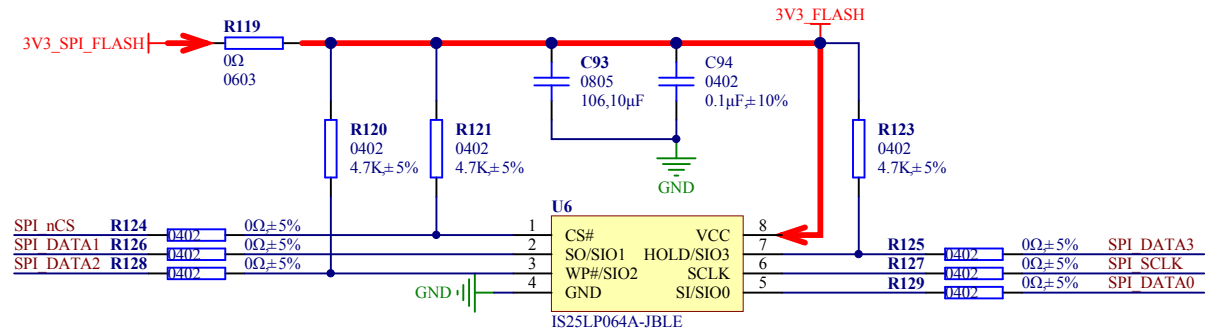 3V3_FLASH
3V3_SPI_FLASH
R119
0Ω
0603
C93
0805
106,10μF
C94
0402
0.1μF,±10%
R120
0402
4.7K,±5%
R121
0402
4.7K,±5%
R123
0402
4.7K,±5%
GND
U6
SPI_nCS R124 0402 0Ω,±5% 1 CS# VCC 8
SPI_DATA1 R126 0402 0Ω,±5% 2 SO/SIO1 HOLD/SIO3 7 R125 0402 0Ω,±5% SPI_DATA3
SPI_DATA2 R128 0402 0Ω,±5% 3 WP#/SIO2 SCLK 6 R127 0402 0Ω,±5% SPI_SCLK
GND 4 GND SI/SIO0 5 R129 0402 0Ω,±5% SPI_DATA0
IS25LP064A-JBLE